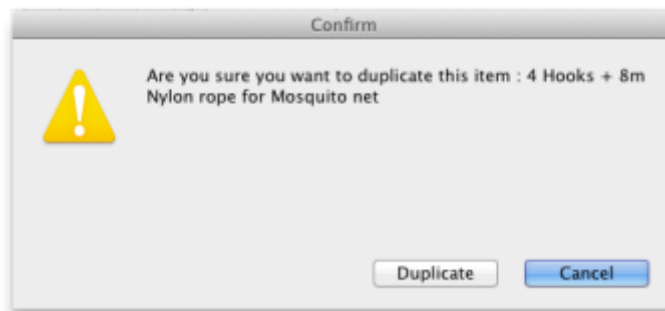 Confirm
Are you sure you want to duplicate this item : 4 Hooks + 8m
Nylon rope for Mosquito net
Duplicate
Cancel